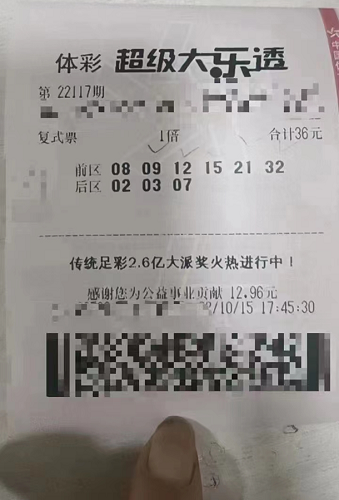 体彩 超级大乐透
第 22117期
复式票 1倍 合计36元
前区 08 09 12 15 21 32
后区 02 03 07
传统足彩2.6亿大派奖火热进行中！
感谢您为公益事业贡献 12.96元
/10/15 17:45:30
中国体